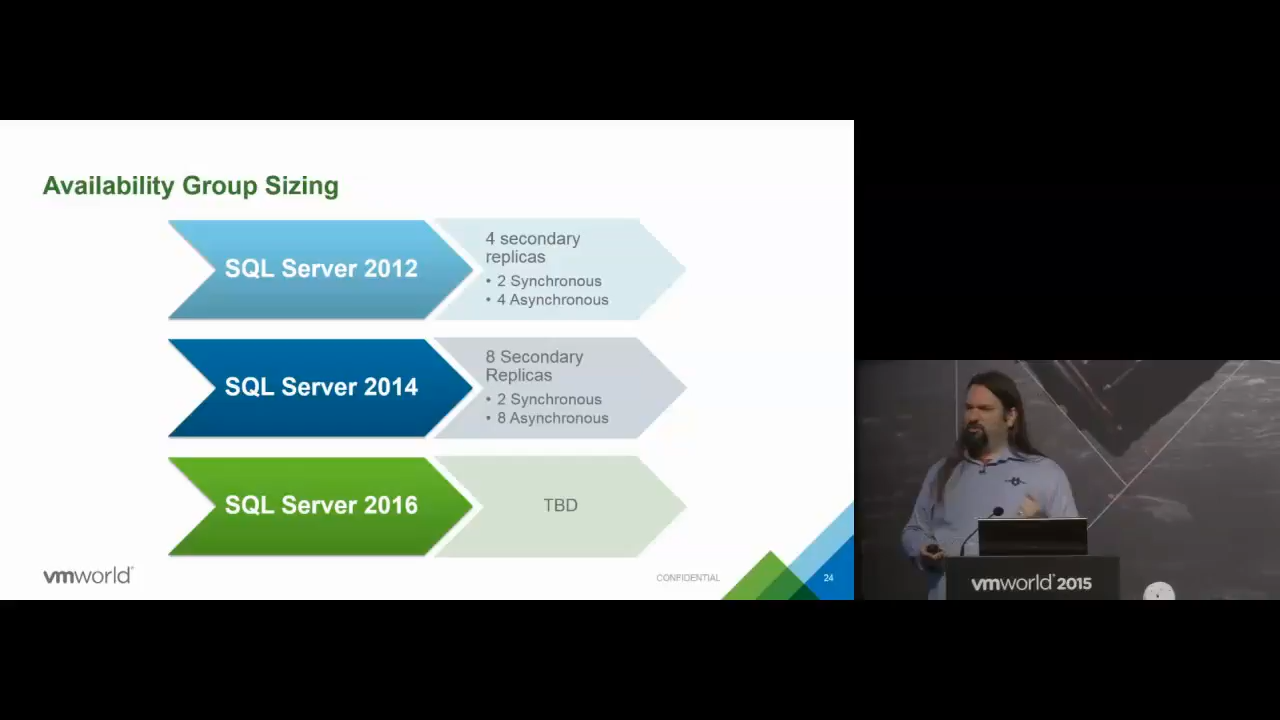 Availability Group Sizing
SQL Server 2012
4 secondary
replicas
• 2 Synchronous
• 4 Asynchronous
SQL Server 2014
8 Secondary
Replicas
• 2 Synchronous
• 8 Asynchronous
SQL Server 2016
TBD
vmworld®
CONFIDENTIAL
24
vmworld® 2015